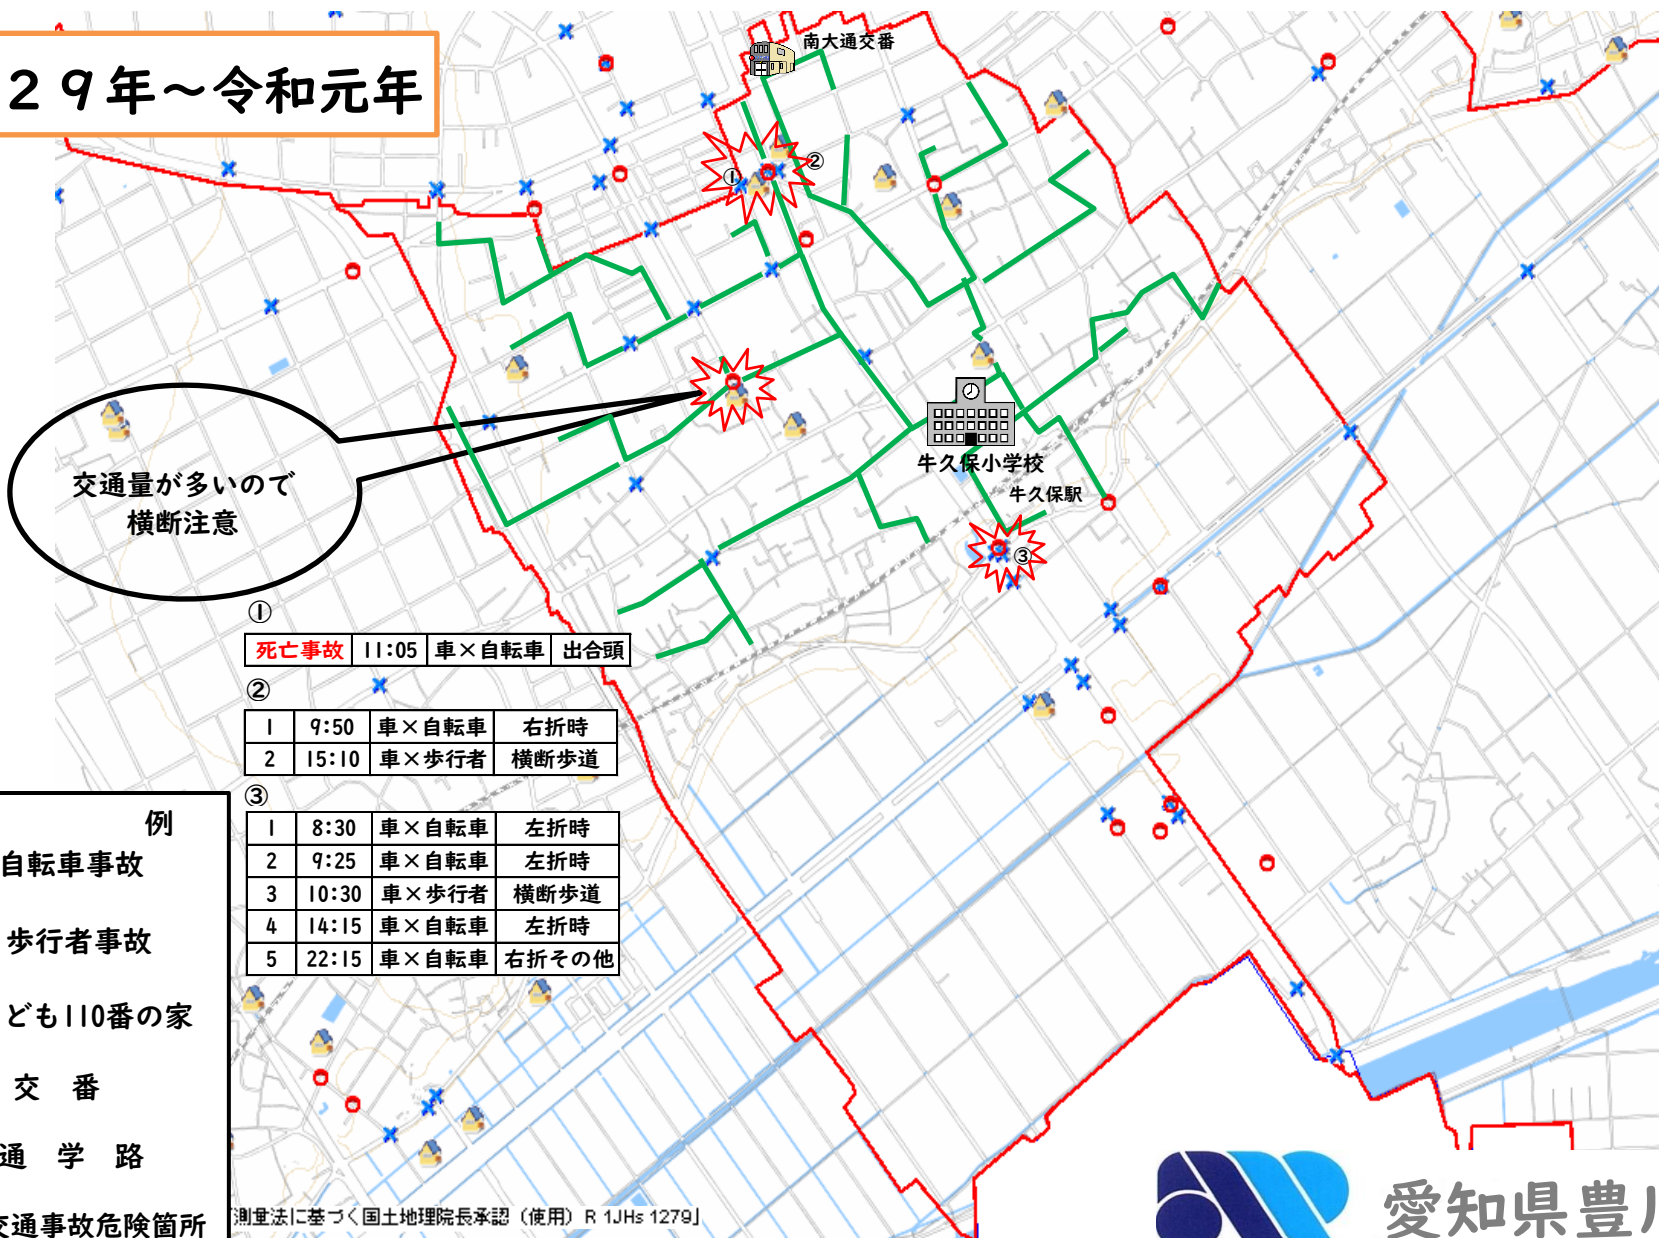 ２９年～令和元年
南大通交番
①
②
牛久保小学校
牛久保駅
③
交通量が多いので
横断注意
①
死亡事故 11:05 車×自転車 出合頭
②
1 9:50 車×自転車 右折時
2 15:10 車×歩行者 横断歩道
③
1 8:30 車×自転車 左折時
2 9:25 車×自転車 左折時
3 10:30 車×歩行者 横断歩道
4 14:15 車×自転車 左折時
5 22:15 車×自転車 右折その他
例
自転車事故
歩行者事故
ども110番の家
交　番
通　学　路
交通事故危険箇所
測量法に基づく国土地理院長承認（使用）R 1JHs 1279」
愛知県豊